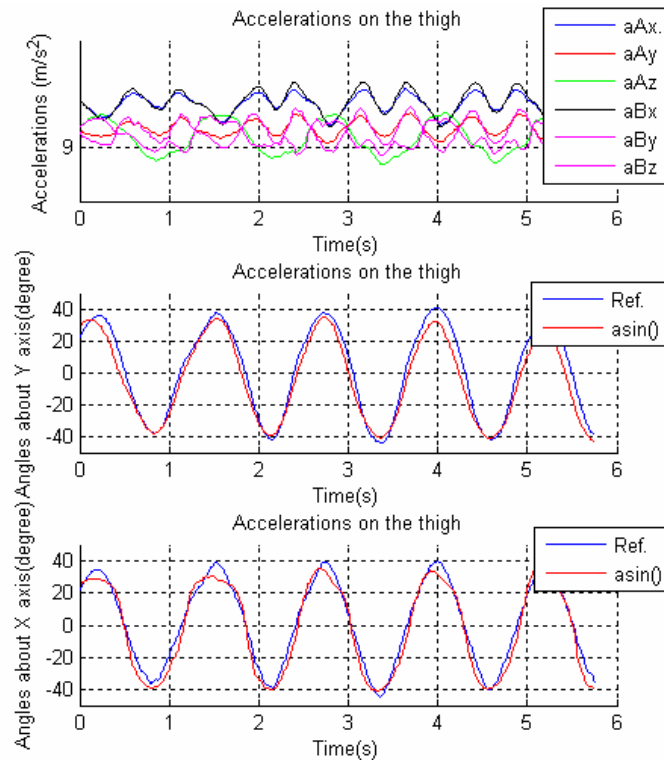 Accelerations on the thigh
Accelerations (m/s²)
9
0 1 2 3 4 5 6
Time(s)
aAx.
aAy
aAz
aBx
aBy
aBz
Accelerations on the thigh
Angles about Y axis(degree)
40
20
0
-20
-40
0 1 2 3 4 5 6
Time(s)
Ref.
asin()
Accelerations on the thigh
Angles about X axis(degree)
40
20
0
-20
-40
0 1 2 3 4 5 6
Time(s)
Ref.
asin()